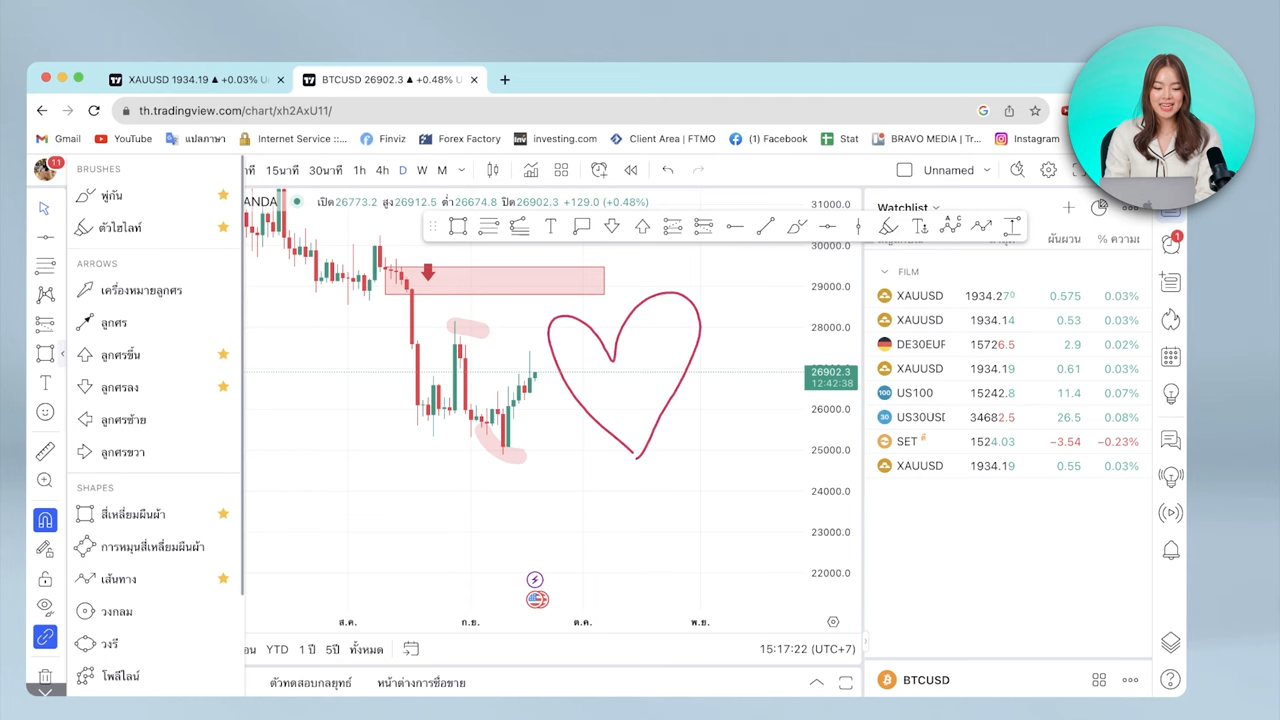 XAUUSD 1934.19 ▲ +0.03%
BTCUSD 26902.3 ▲ +0.48%
th.tradingview.com/chart/xh2AxU11/
Gmail YouTube แปลภาษา Internet Service ::... Finviz Forex Factory investing.com Client Area | FTMO (1) Facebook Stat BRAVO MEDIA | Tr... Instagram
11 BRUSHES
15นาที 30นาที 1h 4h D W M Unnamed
พู่กัน
ตัวไฮไลท์
ARROWS
เครื่องหมายลูกศร
ลูกศร
ลูกศรขึ้น
ลูกศรลง
ลูกศรซ้าย
ลูกศรขวา
SHAPES
สี่เหลี่ยมผืนผ้า
การหมุนสี่เหลี่ยมผืนผ้า
เส้นทาง
วงกลม
วงรี
โพลีไลน์
ANDA เปิด26773.2 สูง26912.5 ต่ำ26674.8 ปิด26902.3 +129.0 (+0.48%)
31000.0
30000.0
29000.0
28000.0
26902.3
12:42:38
26000.0
25000.0
24000.0
23000.0
22000.0
ส.ค. ก.ย. ต.ค. พ.ย.
YTD 1 ปี 5ปี ทั้งหมด
15:17:22 (UTC+7)
ตัวทดสอบกลยุทธ์ หน้าต่างการซื้อขาย
Watchlist
ผันผวน % ความ
1
FILM
XAUUSD 1934.270 0.575 0.03%
XAUUSD 1934.14 0.53 0.03%
DE30EUR 15726.5 2.9 0.02%
XAUUSD 1934.19 0.61 0.03%
US100 15242.8 11.4 0.07%
US30USD 34682.5 26.5 0.08%
SET 1524.03 −3.54 −0.23%
XAUUSD 1934.19 0.55 0.03%
BTCUSD